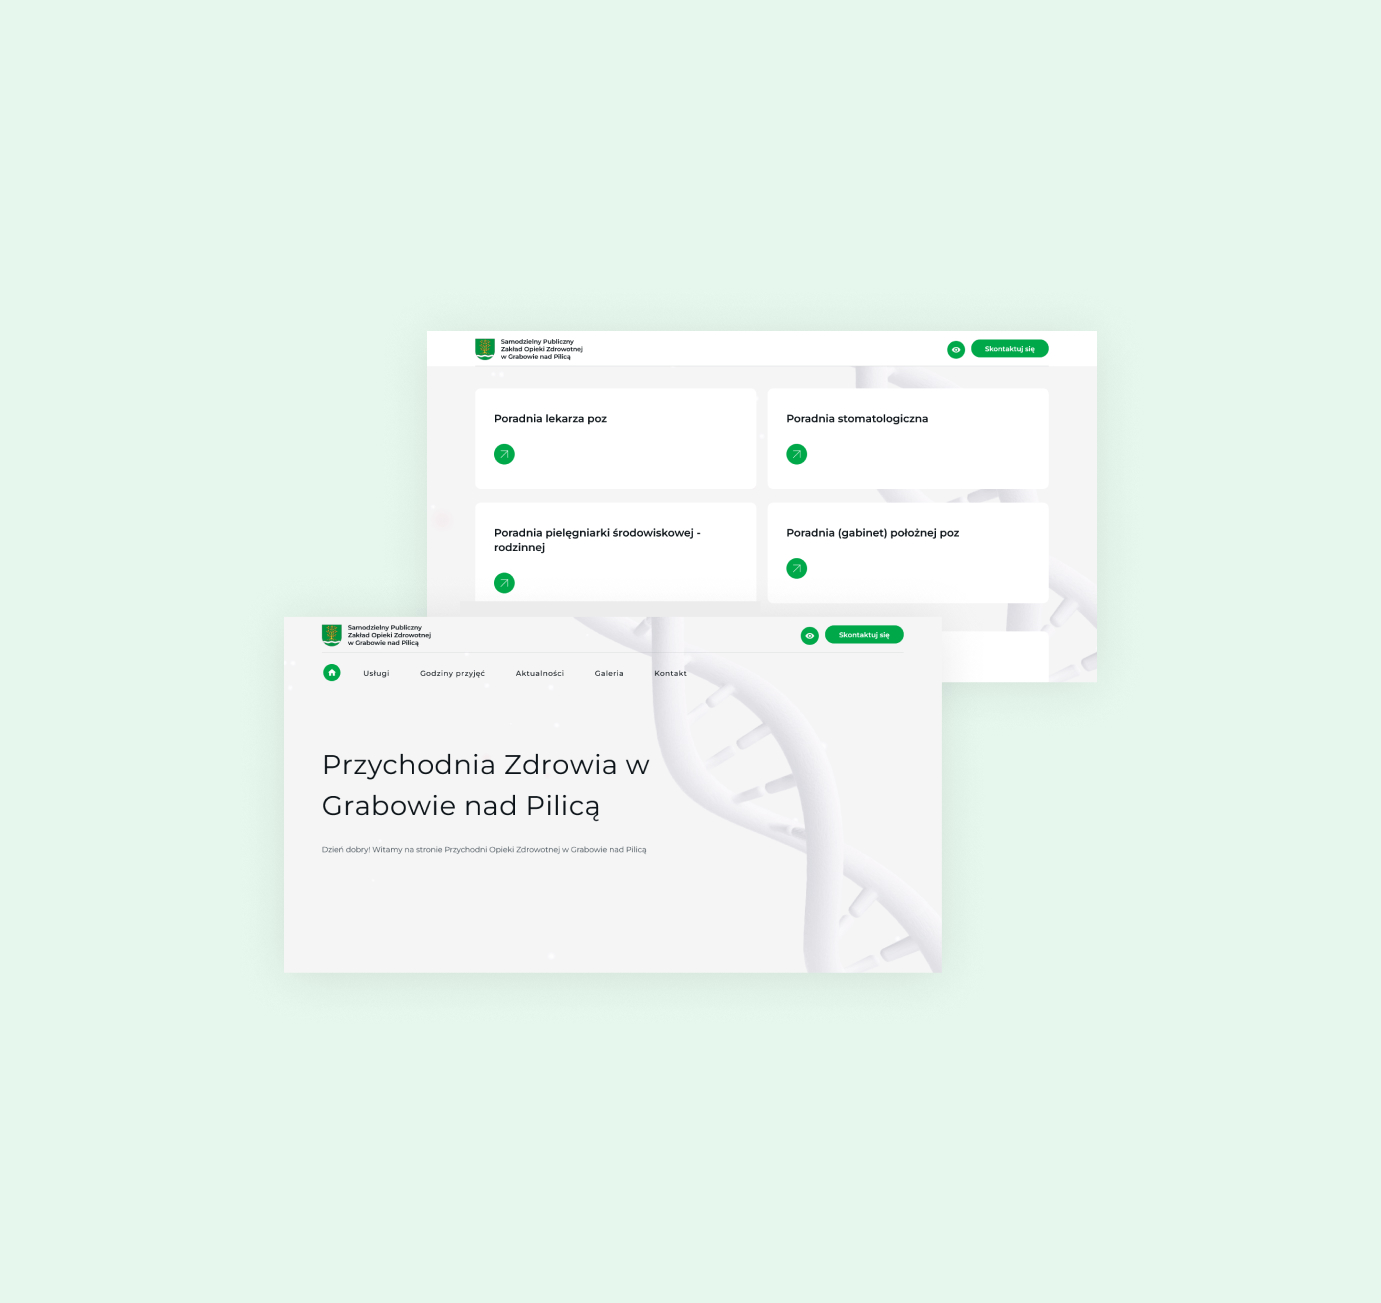 Samodzielny Publiczny
Zakład Opieki Zdrowotnej
w Grabowie nad Pilicą
Skontaktuj się
Poradnia lekarza poz
Poradnia stomatologiczna
Poradnia pielęgniarki środowiskowej -
rodzinnej
Poradnia (gabinet) położnej poz
Samodzielny Publiczny
Zakład Opieki Zdrowotnej
w Grabowie nad Pilicą
Skontaktuj się
Usługi
Godziny przyjęć
Aktualności
Galeria
Kontakt
Przychodnia Zdrowia w
Grabowie nad Pilicą
Dzień dobry! Witamy na stronie Przychodni Opieki Zdrowotnej w Grabowie nad Pilicą